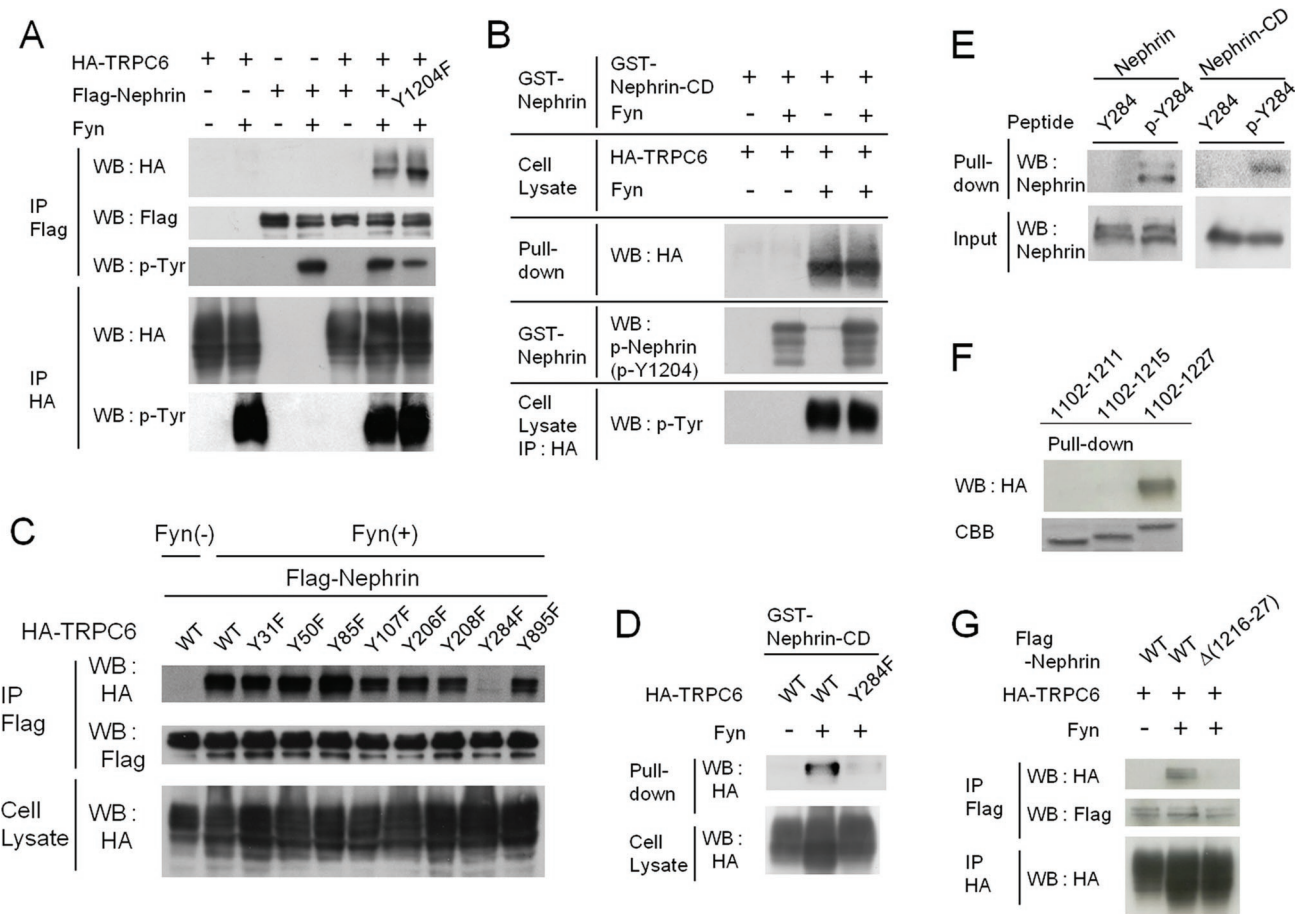 A
HA-TRPC6 + + - - + + +
Flag-Nephrin - - + + + + Y1204F
Fyn - + - + - + +
IP Flag
WB : HA
WB : Flag
WB : p-Tyr
IP HA
WB : HA
WB : p-Tyr
B
GST-Nephrin
GST-Nephrin-CD + + + +
Fyn - + - +
Cell Lysate
HA-TRPC6 + + + +
Fyn - - + +
Pull-down
WB : HA
GST-Nephrin
WB : p-Nephrin (p-Y1204)
Cell Lysate IP : HA
WB : p-Tyr
C
Fyn(-) Fyn(+)
Flag-Nephrin
HA-TRPC6 WT WT Y31F Y50F Y85F Y107F Y206F Y208F Y284F Y895F
IP Flag
WB : HA
WB : Flag
Cell Lysate
WB : HA
D
GST-Nephrin-CD
HA-TRPC6 WT WT Y284F
Fyn - + +
Pull-down
WB : HA
Cell Lysate
WB : HA
E
Nephrin Nephrin-CD
Peptide Y284 p-Y284 Y284 p-Y284
Pull-down
WB : Nephrin
Input
WB : Nephrin
F
1102-1211 1102-1215 1102-1227
Pull-down
WB : HA
CBB
G
Flag -Nephrin WT WT Δ(1216-27)
HA-TRPC6 + + +
Fyn - + +
IP Flag
WB : HA
WB : Flag
IP HA
WB : HA